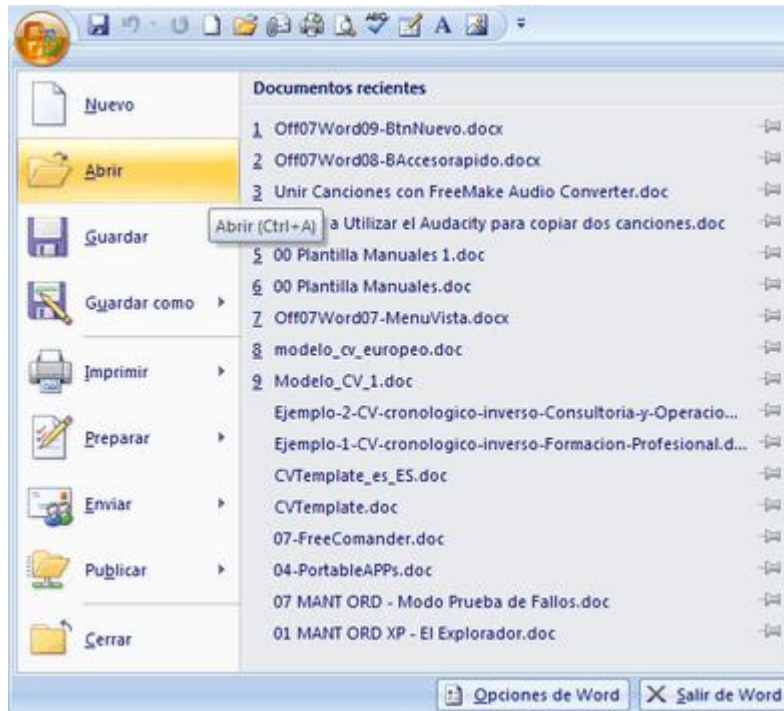 Nuevo
Abrir
Guardar
Guardar como
Imprimir
Preparar
Enviar
Publicar
Cerrar
Abrir (Ctrl+A)
Documentos recientes
1 Off07Word09-BtnNuevo.docx
2 Off07Word08-BAccesorapido.docx
3 Unir Canciones con FreeMake Audio Converter.doc
a Utilizar el Audacity para copiar dos canciones.doc
5 00 Plantilla Manuales 1.doc
6 00 Plantilla Manuales.doc
7 Off07Word07-MenuVista.docx
8 modelo_cv_europeo.doc
9 Modelo_CV_1.doc
Ejemplo-2-CV-cronologico-inverso-Consultoria-y-Operacio...
Ejemplo-1-CV-cronologico-inverso-Formacion-Profesional.d...
CVTemplate_es_ES.doc
CVTemplate.doc
07-FreeComander.doc
04-PortableAPPs.doc
07 MANT ORD - Modo Prueba de Fallos.doc
01 MANT ORD XP - El Explorador.doc
Opciones de Word
Salir de Word